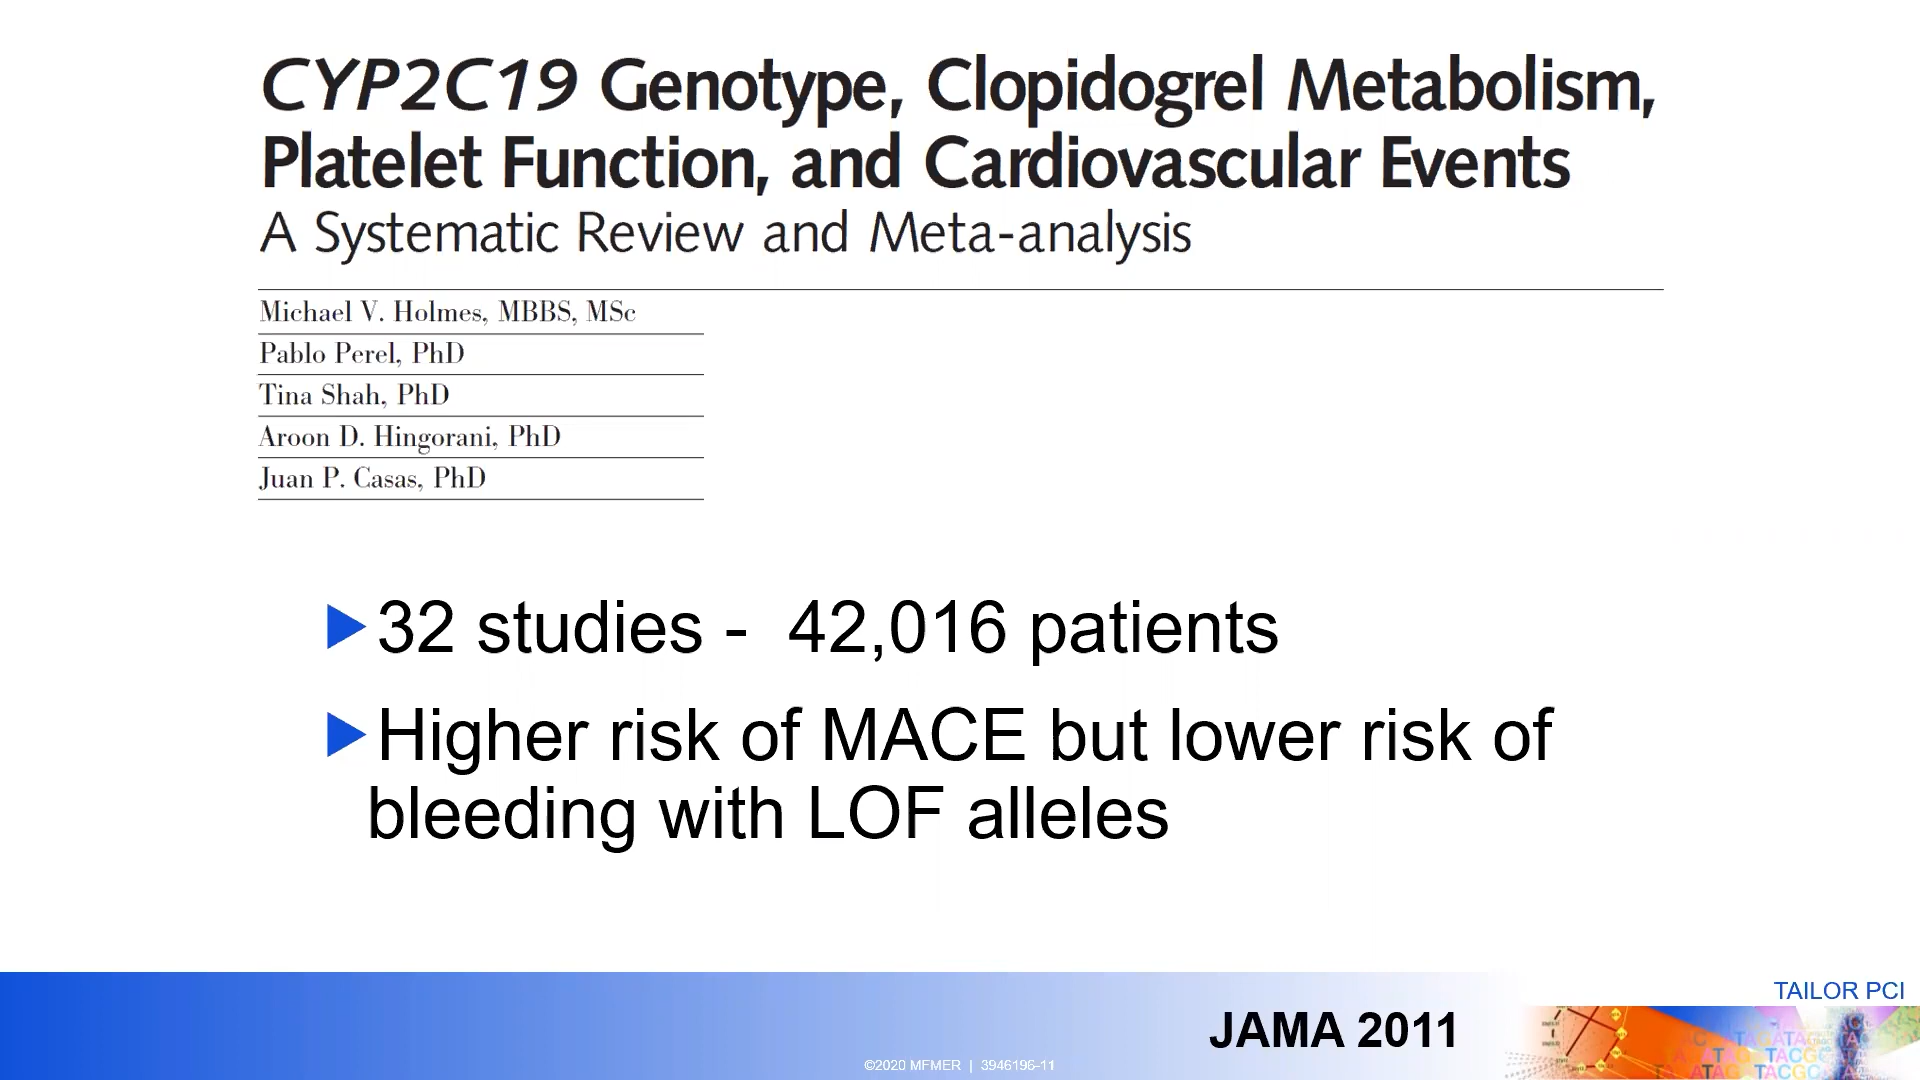 CYP2C19 Genotype, Clopidogrel Metabolism,
Platelet Function, and Cardiovascular Events
A Systematic Review and Meta-analysis
Michael V. Holmes, MBBS, MSc
Pablo Perel, PhD
Tina Shah, PhD
Aroon D. Hingorani, PhD
Juan P. Casas, PhD
32 studies -  42,016 patients
Higher risk of MACE but lower risk of
bleeding with LOF alleles
TAILOR PCI
JAMA 2011
©2020 MFMER | 3946196-11